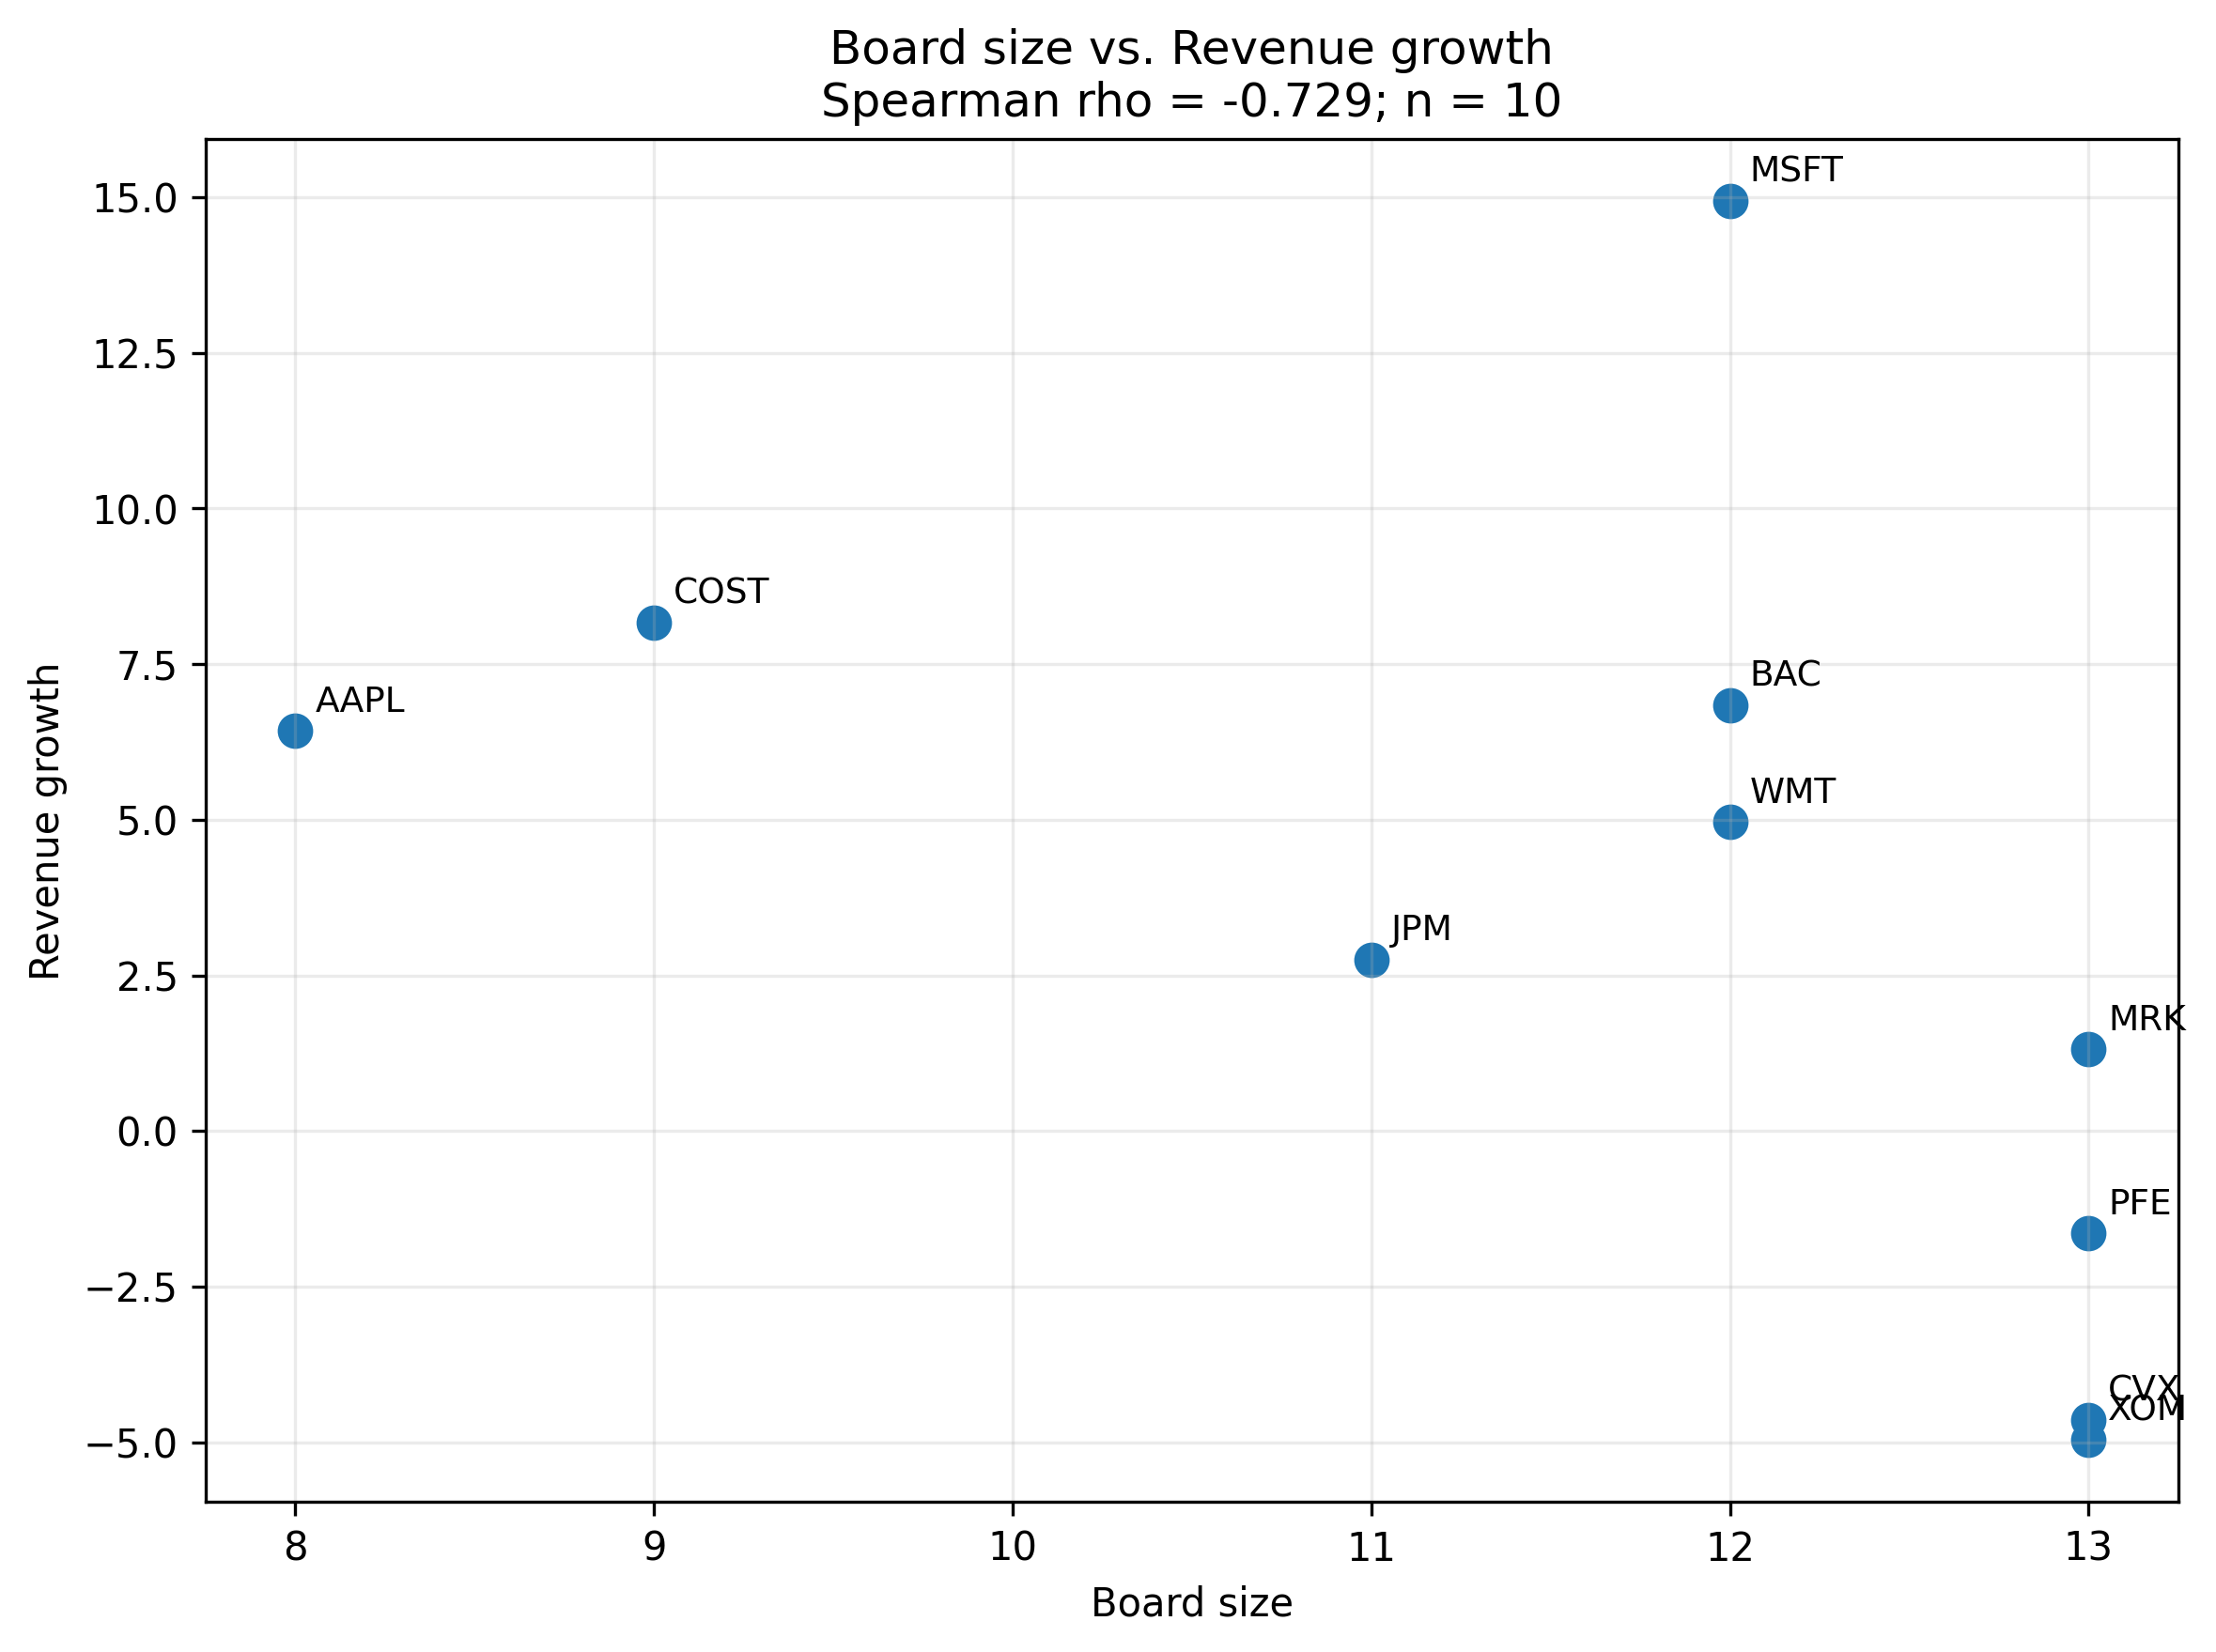 Board size vs. Revenue growth
Spearman rho = -0.729; n = 10
MSFT
15.0
12.5
10.0
COST
7.5
BAC
AAPL
WMT
5.0
JPM
2.5
MRK
0.0
PFE
−2.5
CVX
XOM
−5.0
Revenue growth
8 9 10 11 12 13
Board size